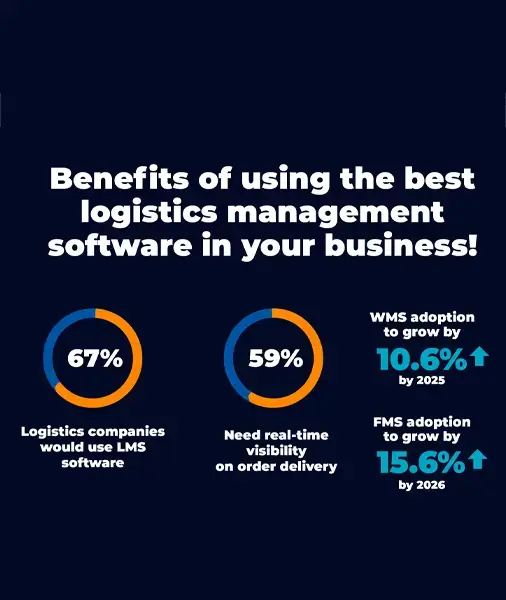 Benefits of using the best
logistics management
software in your business!
67%
Logistics companies
would use LMS
software
59%
Need real-time
visibility
on order delivery
WMS adoption
to grow by
10.6%
by 2025
FMS adoption
to grow by
15.6%
by 2026